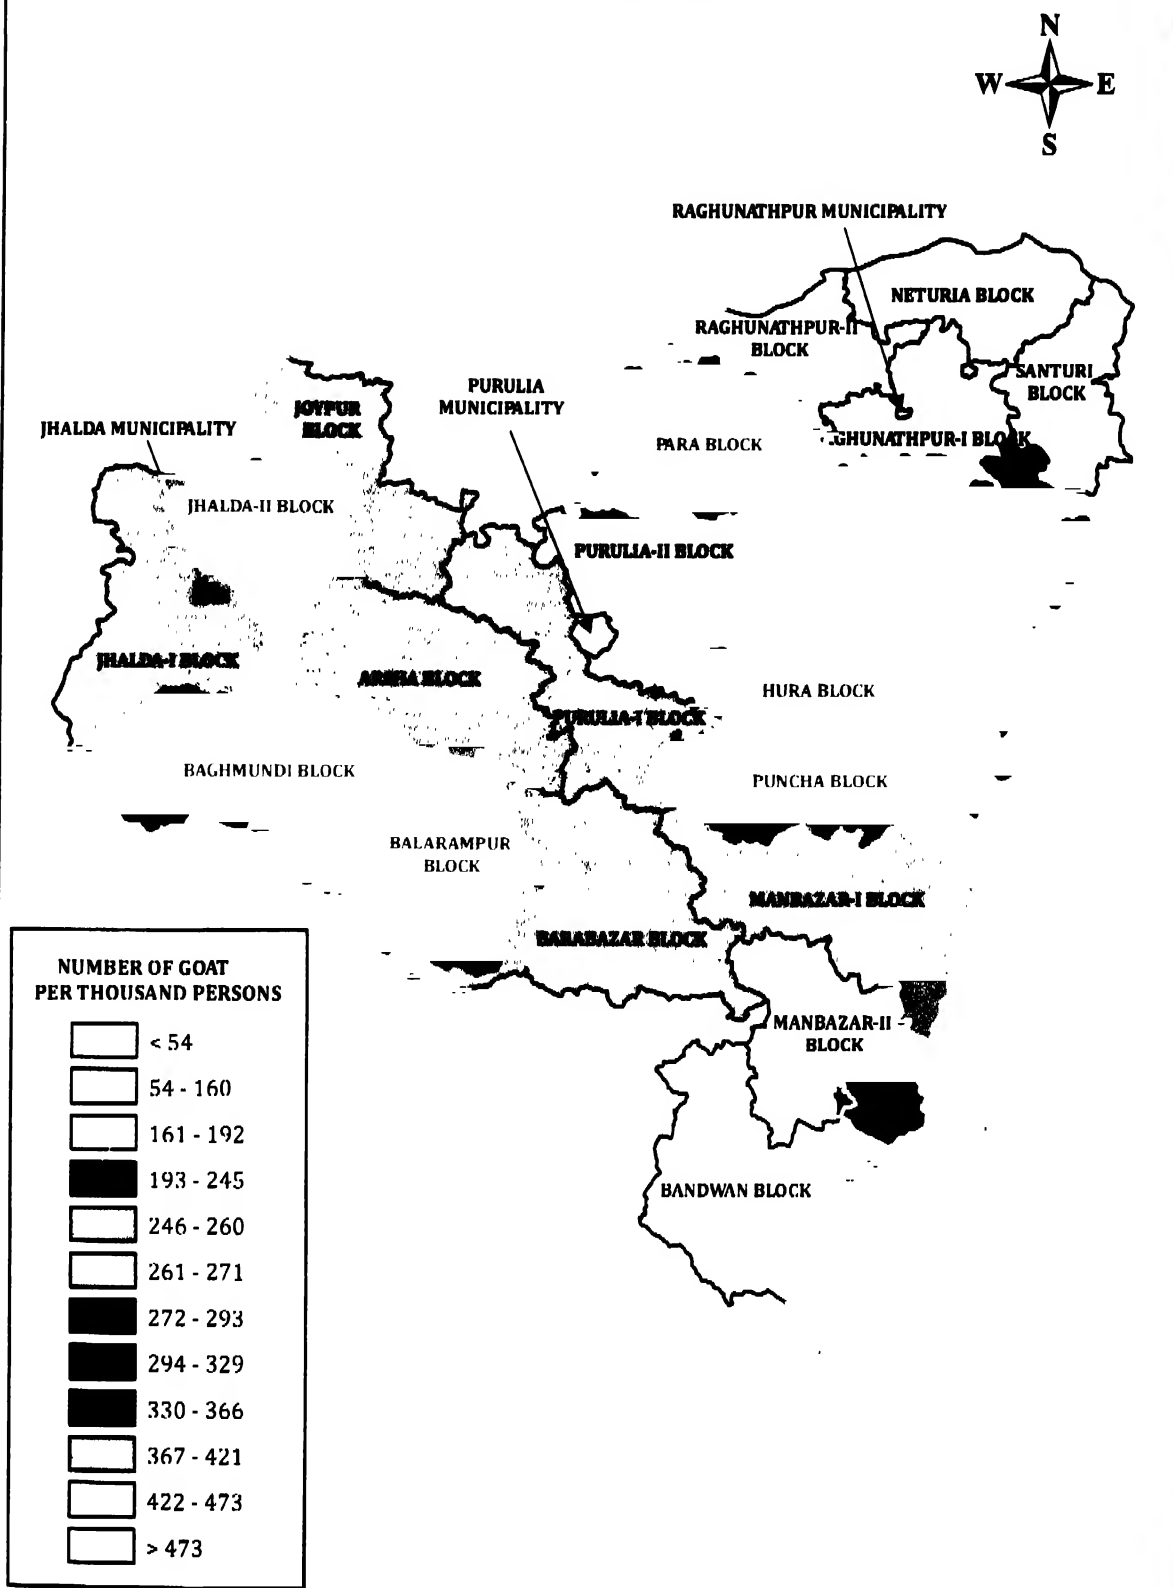 N
W E
S
RAGHUNATHPUR MUNICIPALITY
NETURIA BLOCK
RAGHUNATHPUR-II
BLOCK
SANTURI
BLOCK
PURULIA
MUNICIPALITY
JOYPUR
BLOCK
JHALDA MUNICIPALITY
PARA BLOCK
GHUNATHPUR-I BLOCK
JHALDA-II BLOCK
PURULIA-II BLOCK
JHALDA-I BLOCK
ARSHA BLOCK
HURA BLOCK
PURULIA-I BLOCK
BAGHMUNDI BLOCK
PUNCHA BLOCK
BALARAMPUR
BLOCK
MANBAZAR-I BLOCK
BARABAZAR BLOCK
MANBAZAR-II
BLOCK
BANDWAN BLOCK
NUMBER OF GOAT
PER THOUSAND PERSONS
< 54
54 - 160
161 - 192
193 - 245
246 - 260
261 - 271
272 - 293
294 - 329
330 - 366
367 - 421
422 - 473
> 473